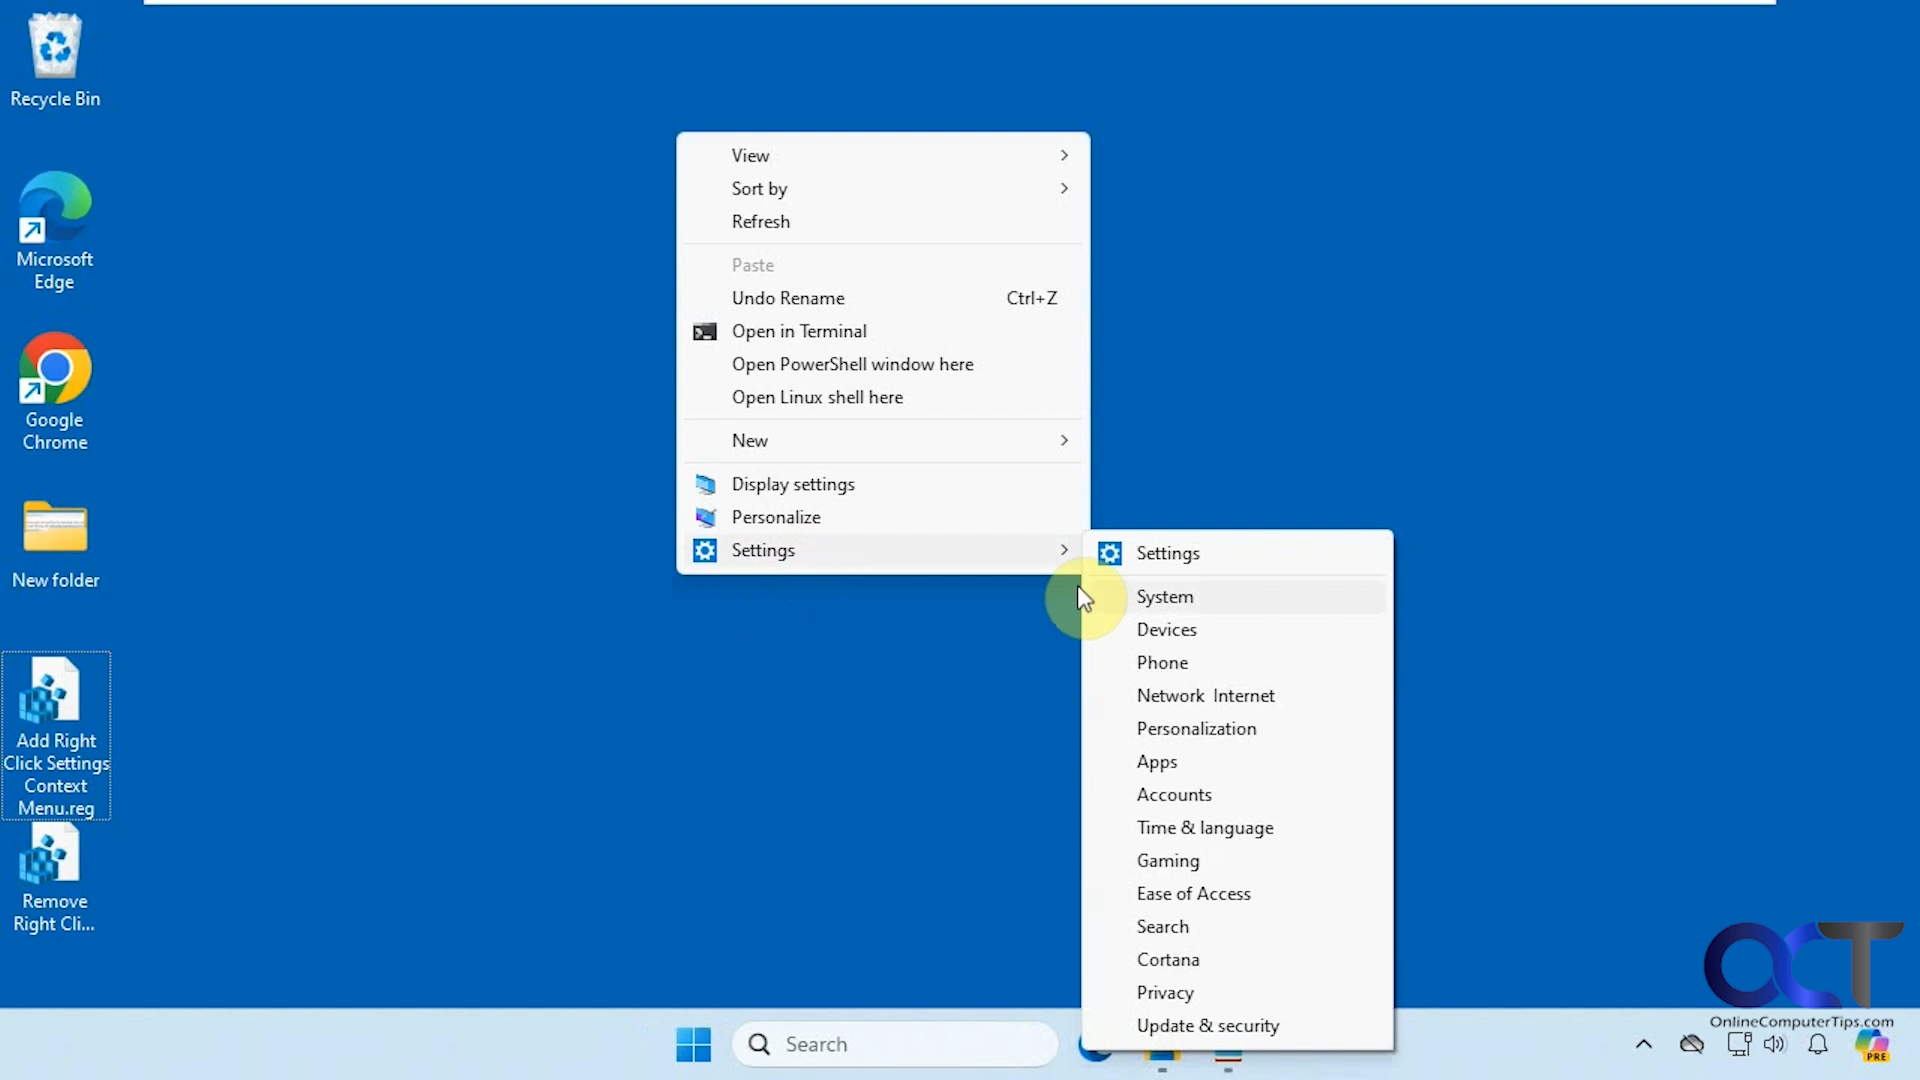 Recycle Bin
Microsoft
Edge
Google
Chrome
New folder
Add Right
Click Settings
Context
Menu.reg
Remove
Right Cli...
View
Sort by
Refresh
Paste
Undo Rename Ctrl+Z
Open in Terminal
Open PowerShell window here
Open Linux shell here
New
Display settings
Personalize
Settings
Settings
System
Devices
Phone
Network  Internet
Personalization
Apps
Accounts
Time & language
Gaming
Ease of Access
Search
Cortana
Privacy
Update & security
Search
OCT
OnlineComputerTips.com
PRE